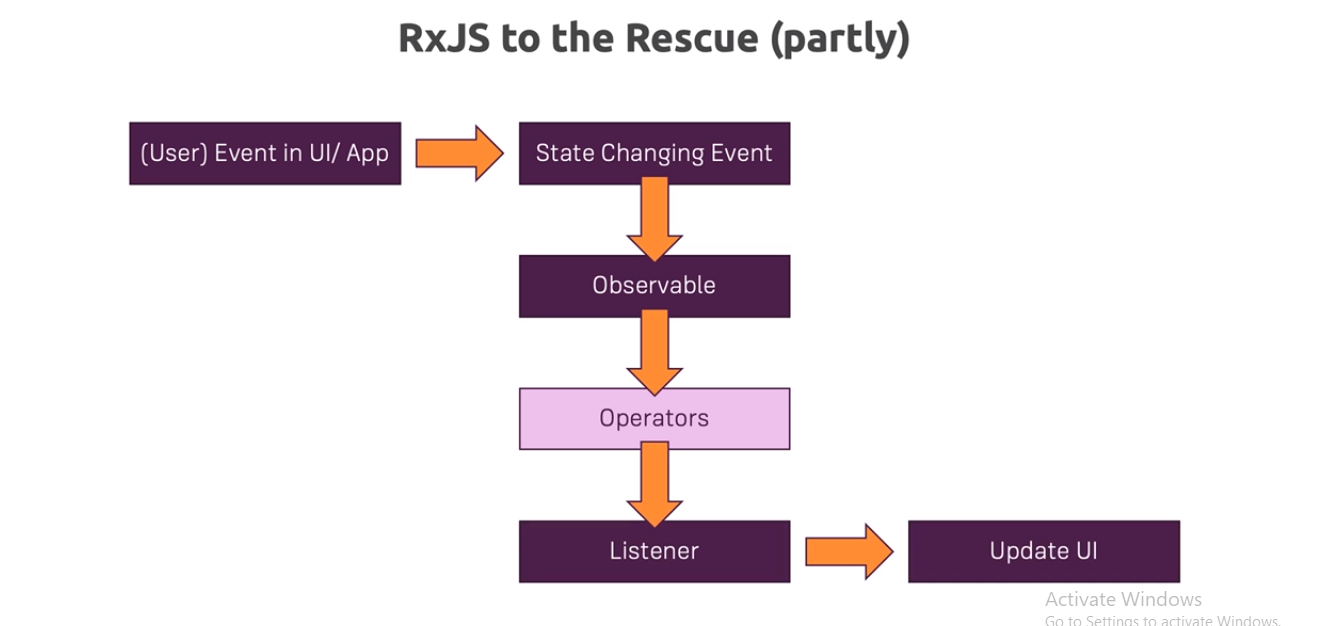 RxJS to the Rescue (partly)
(User) Event in UI/ App
State Changing Event
Observable
Operators
Listener
Update UI
Activate Windows
Go to Settings to activate Windows.